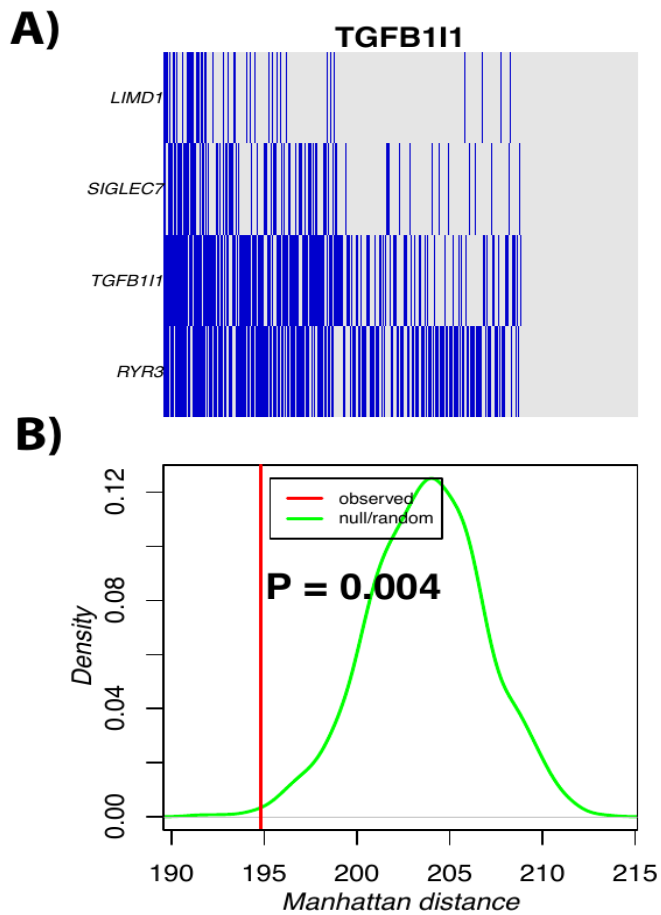 A)
TGFB1I1
LIMD1
SIGLEC7
TGFB1I1
RYR3
B)
observed
null/random
P = 0.004
Density
0.12
0.08
0.04
0.00
190 195 200 205 210 215
Manhattan distance